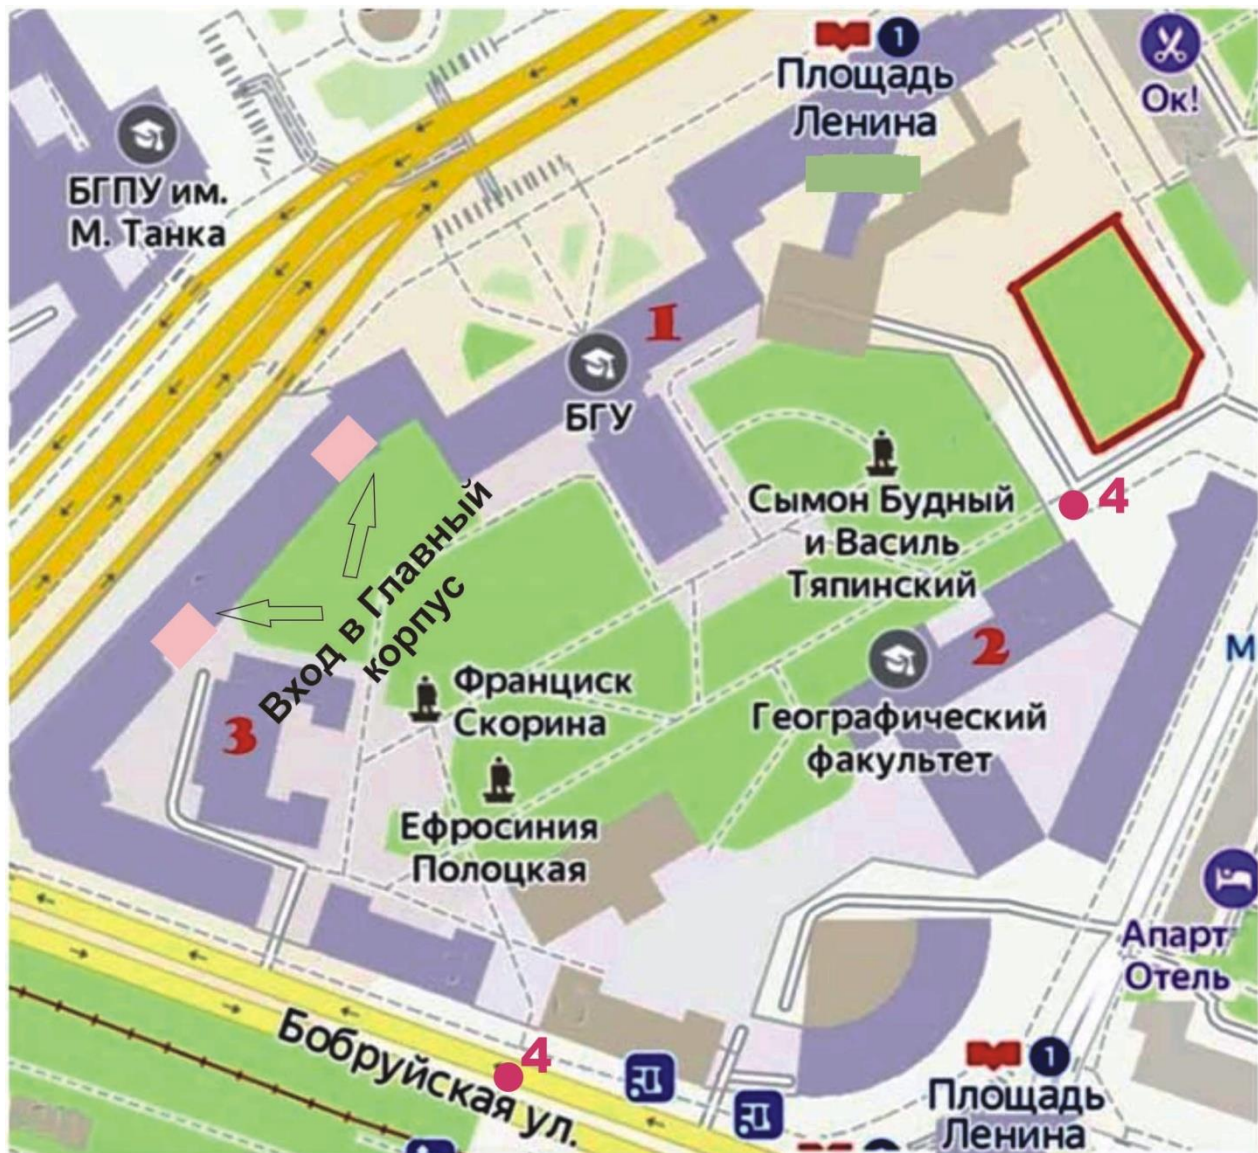 1
Площадь
Ленина
Ок!
БГПУ им.
М. Танка
1
БГУ
Сымон Будный
и Василь
Тяпинский
4
Вход в Главный
корпус
2
Франциск
Скорина
Географический
факультет
3
Ефросиния
Полоцкая
М
Апарт
Отель
Бобруйская ул.
4
1
Площадь
Ленина